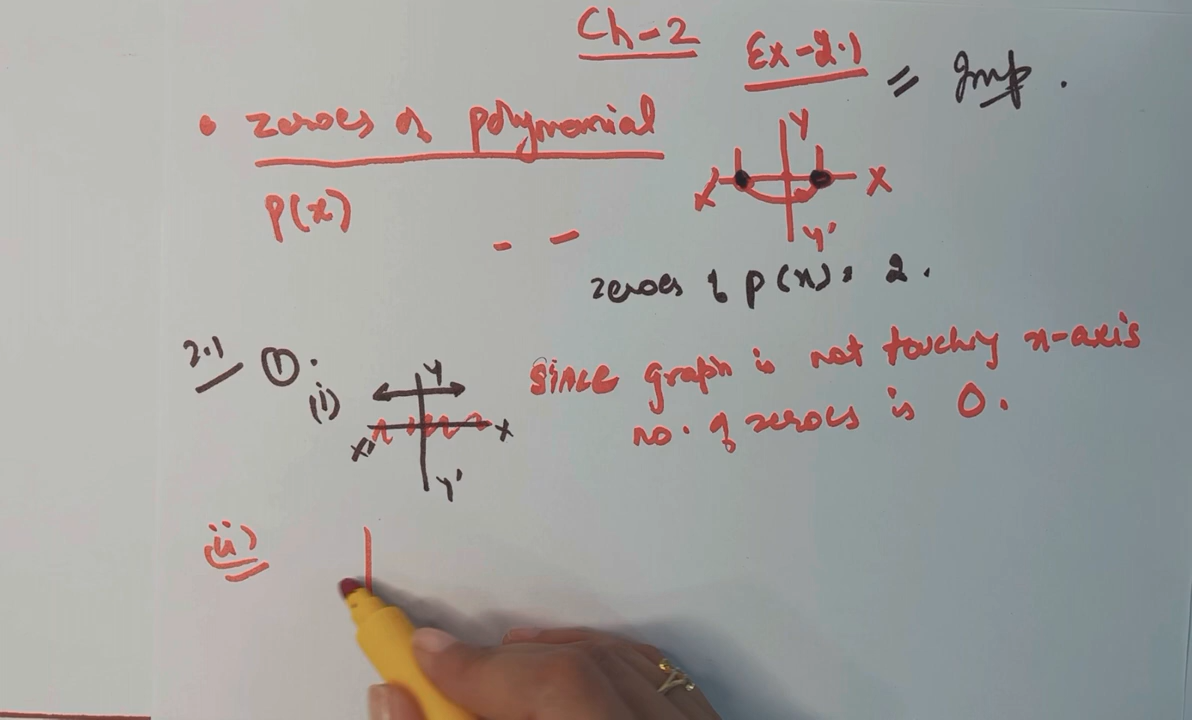 Ch-2
Ex-2.1 = Imp.
• zeroes of polynomial
P(x)
Y
X' X
Y'
zeroes of p(x) = 2.
2.1 ①.
(i)
Y
X' X
Y'
Since graph is not touching x-axis
no. of zeroes is 0.
(ii)